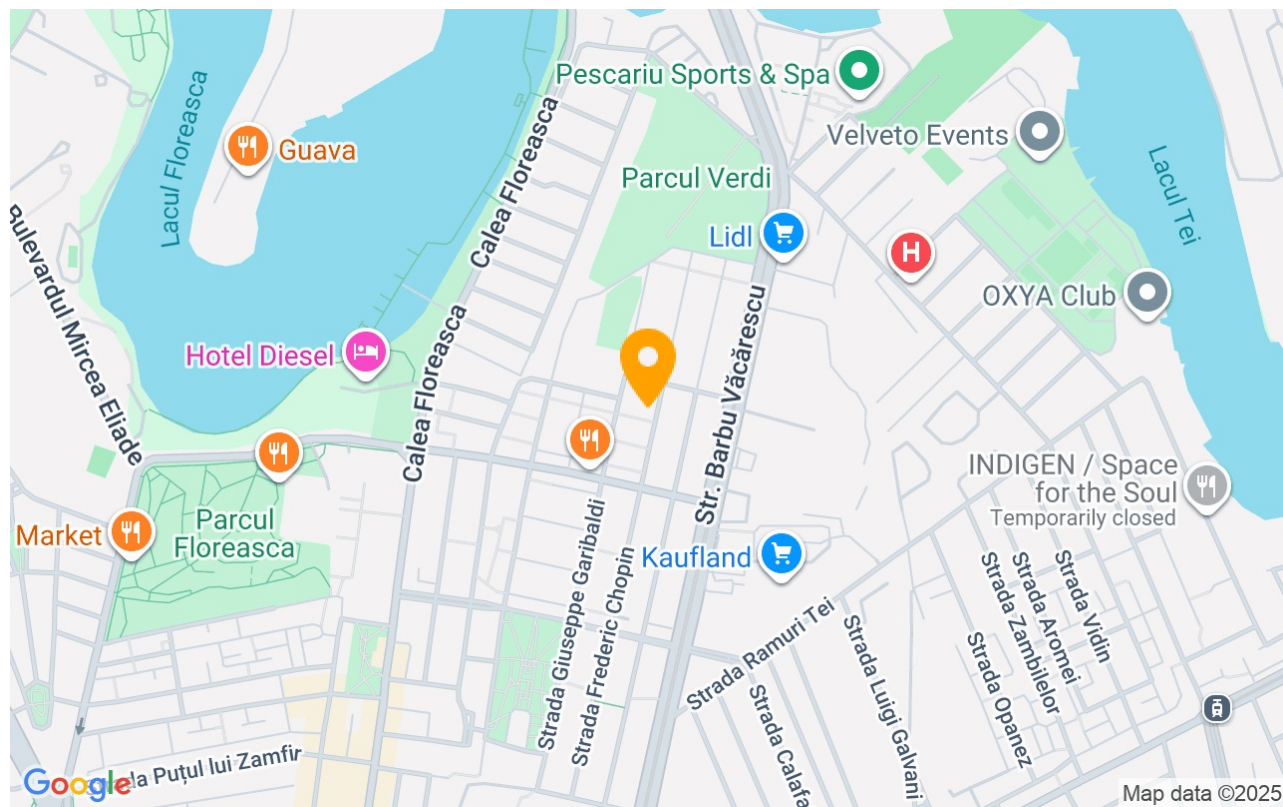 Pescariu Sports & Spa
Velveto Events
Lacul Floreasca
Guava
Calea Floreasca
Parcul Verdi
Lacul Tei
Lidl
H
OXYA Club
Bulevardul Mircea Eliade
Hotel Diesel
Calea Floreasca
Str. Barbu Văcărescu
INDIGEN / Space
for the Soul
Temporarily closed
Market
Parcul
Floreasca
Kaufland
Strada Giuseppe Garibaldi
Strada Frederic Chopin
Strada Ramuri Tei
Strada Luigi Galvani
Strada Opanez
Strada Zambilelor
Strada Aromei
Strada Vidin
Strada Calafa
Strada Puțul lui Zamfir
Google
Map data ©2025